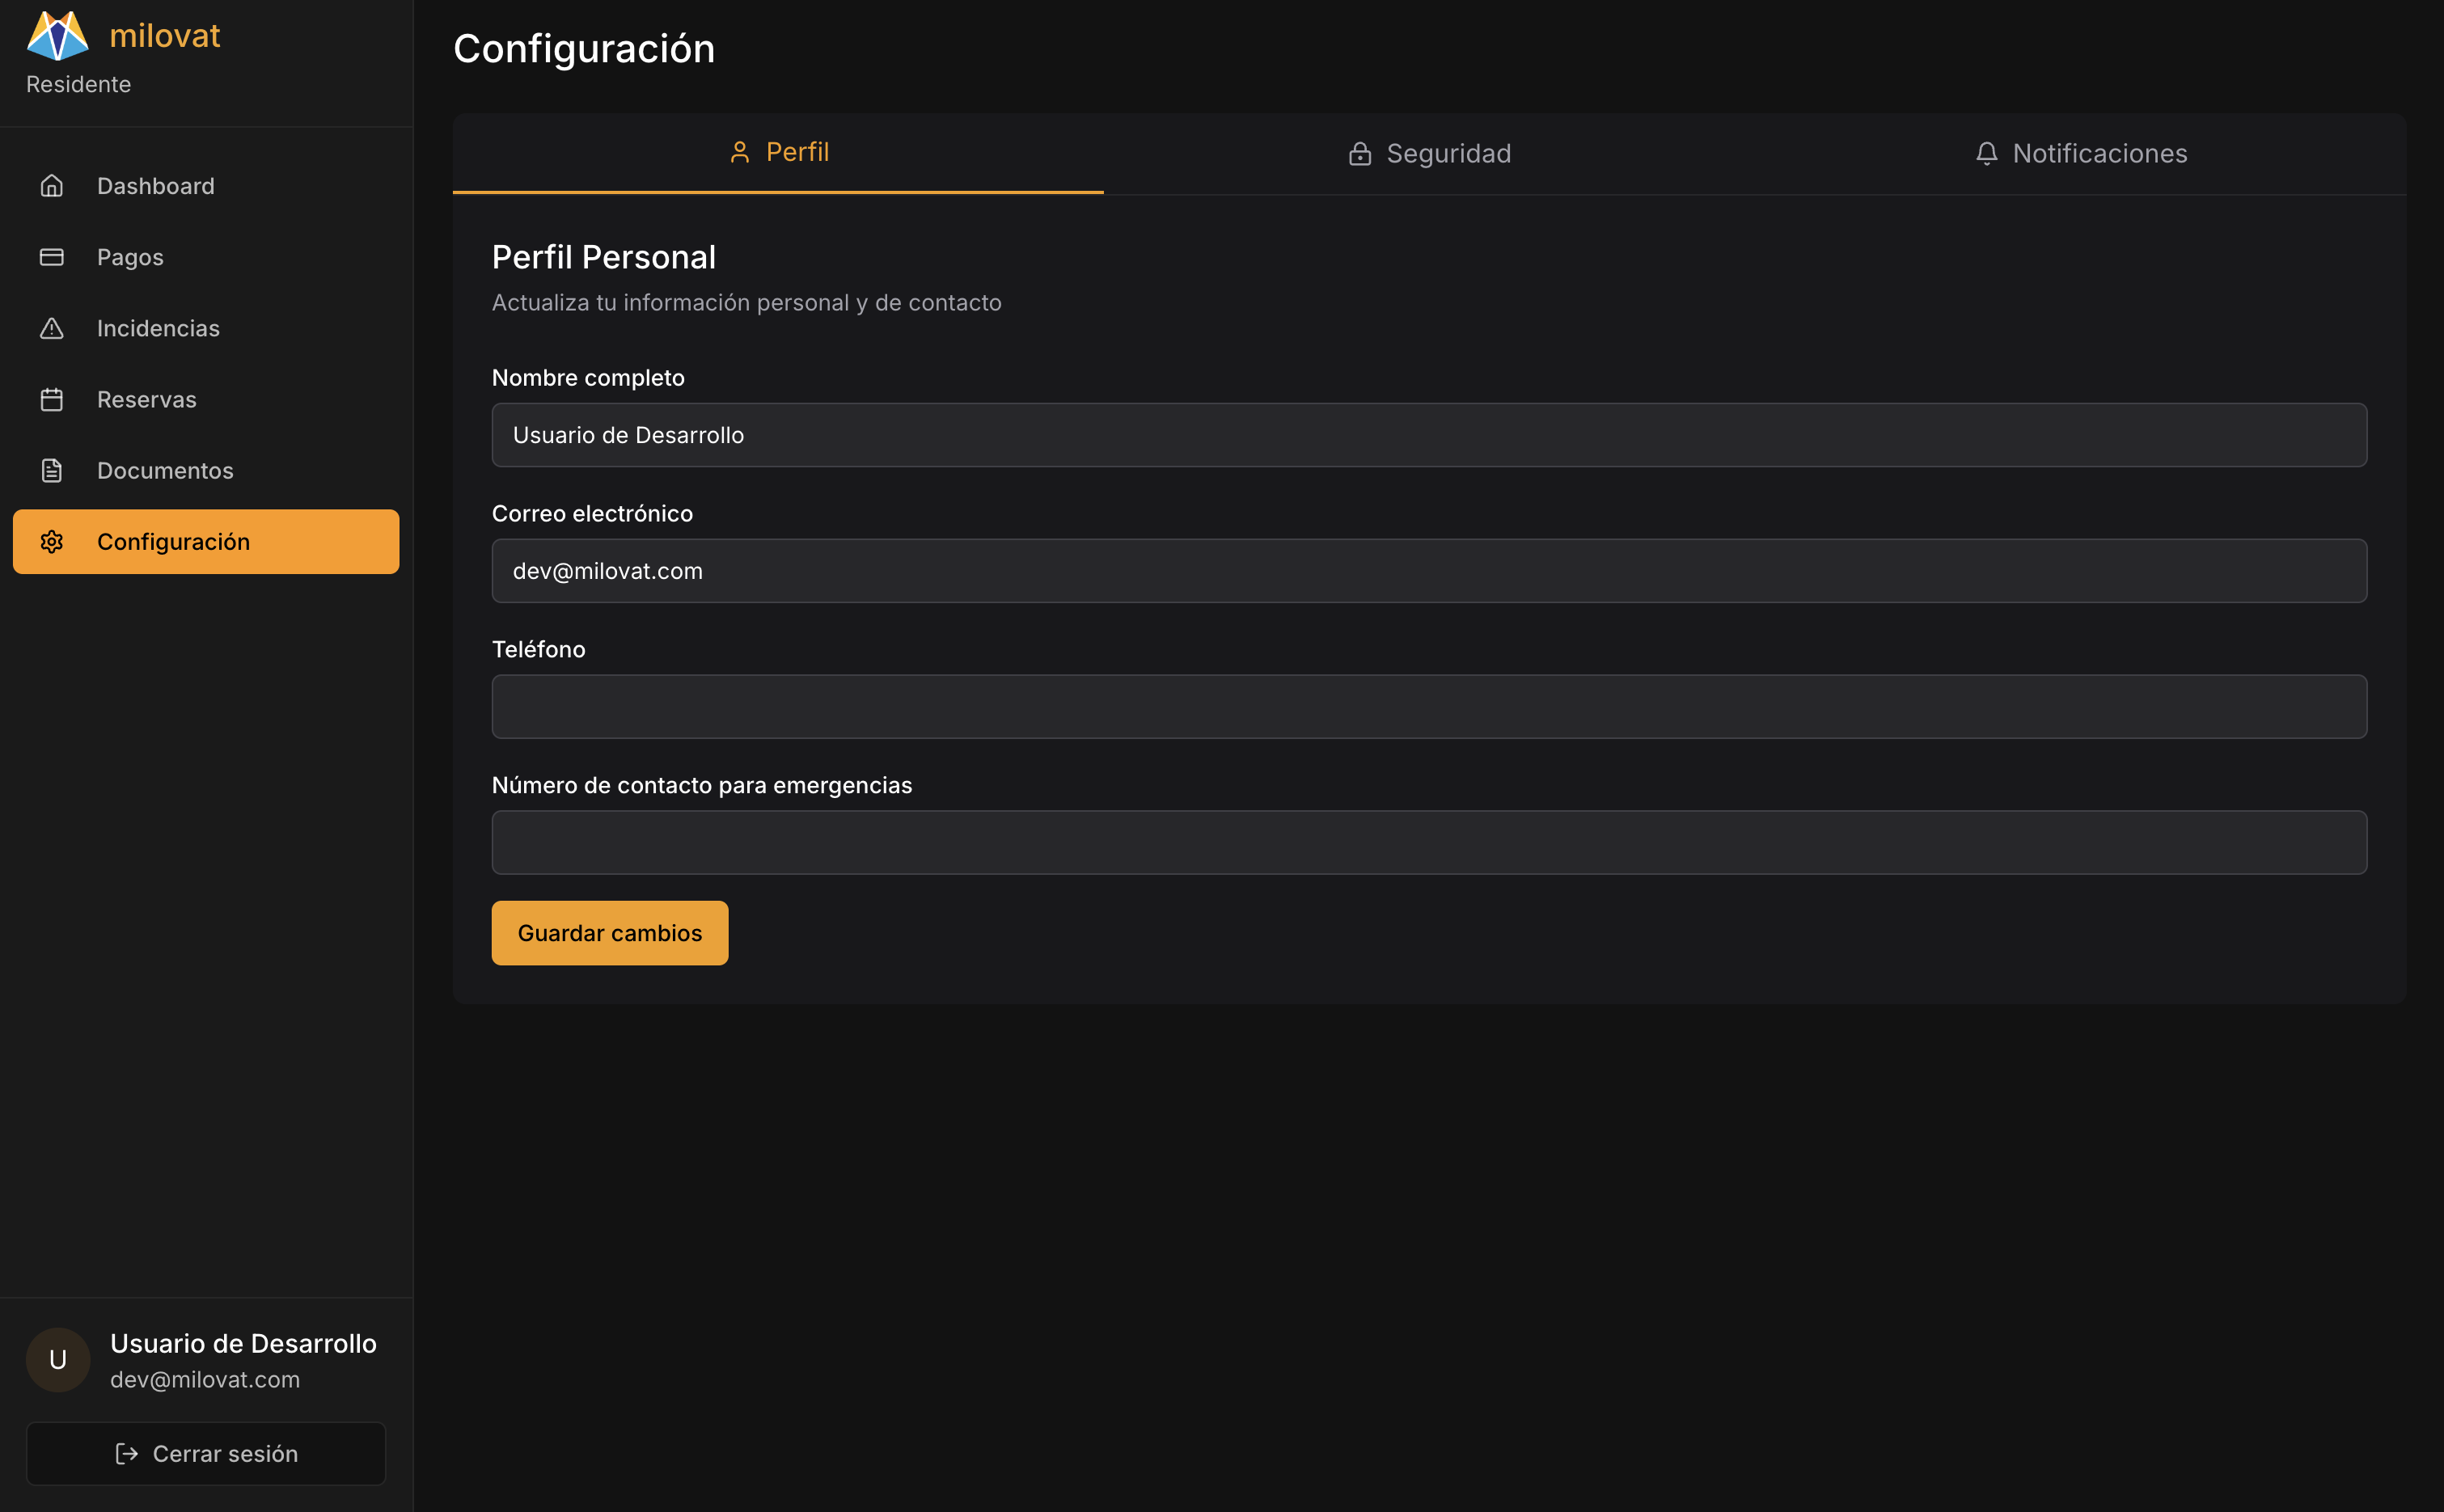 milovat
Residente
Dashboard
Pagos
Incidencias
Reservas
Documentos
Configuración
Usuario de Desarrollo
dev@milovat.com
Cerrar sesión
Configuración
Perfil
Seguridad
Notificaciones
Perfil Personal
Actualiza tu información personal y de contacto
Nombre completo
Usuario de Desarrollo
Correo electrónico
dev@milovat.com
Teléfono
Número de contacto para emergencias
Guardar cambios
U